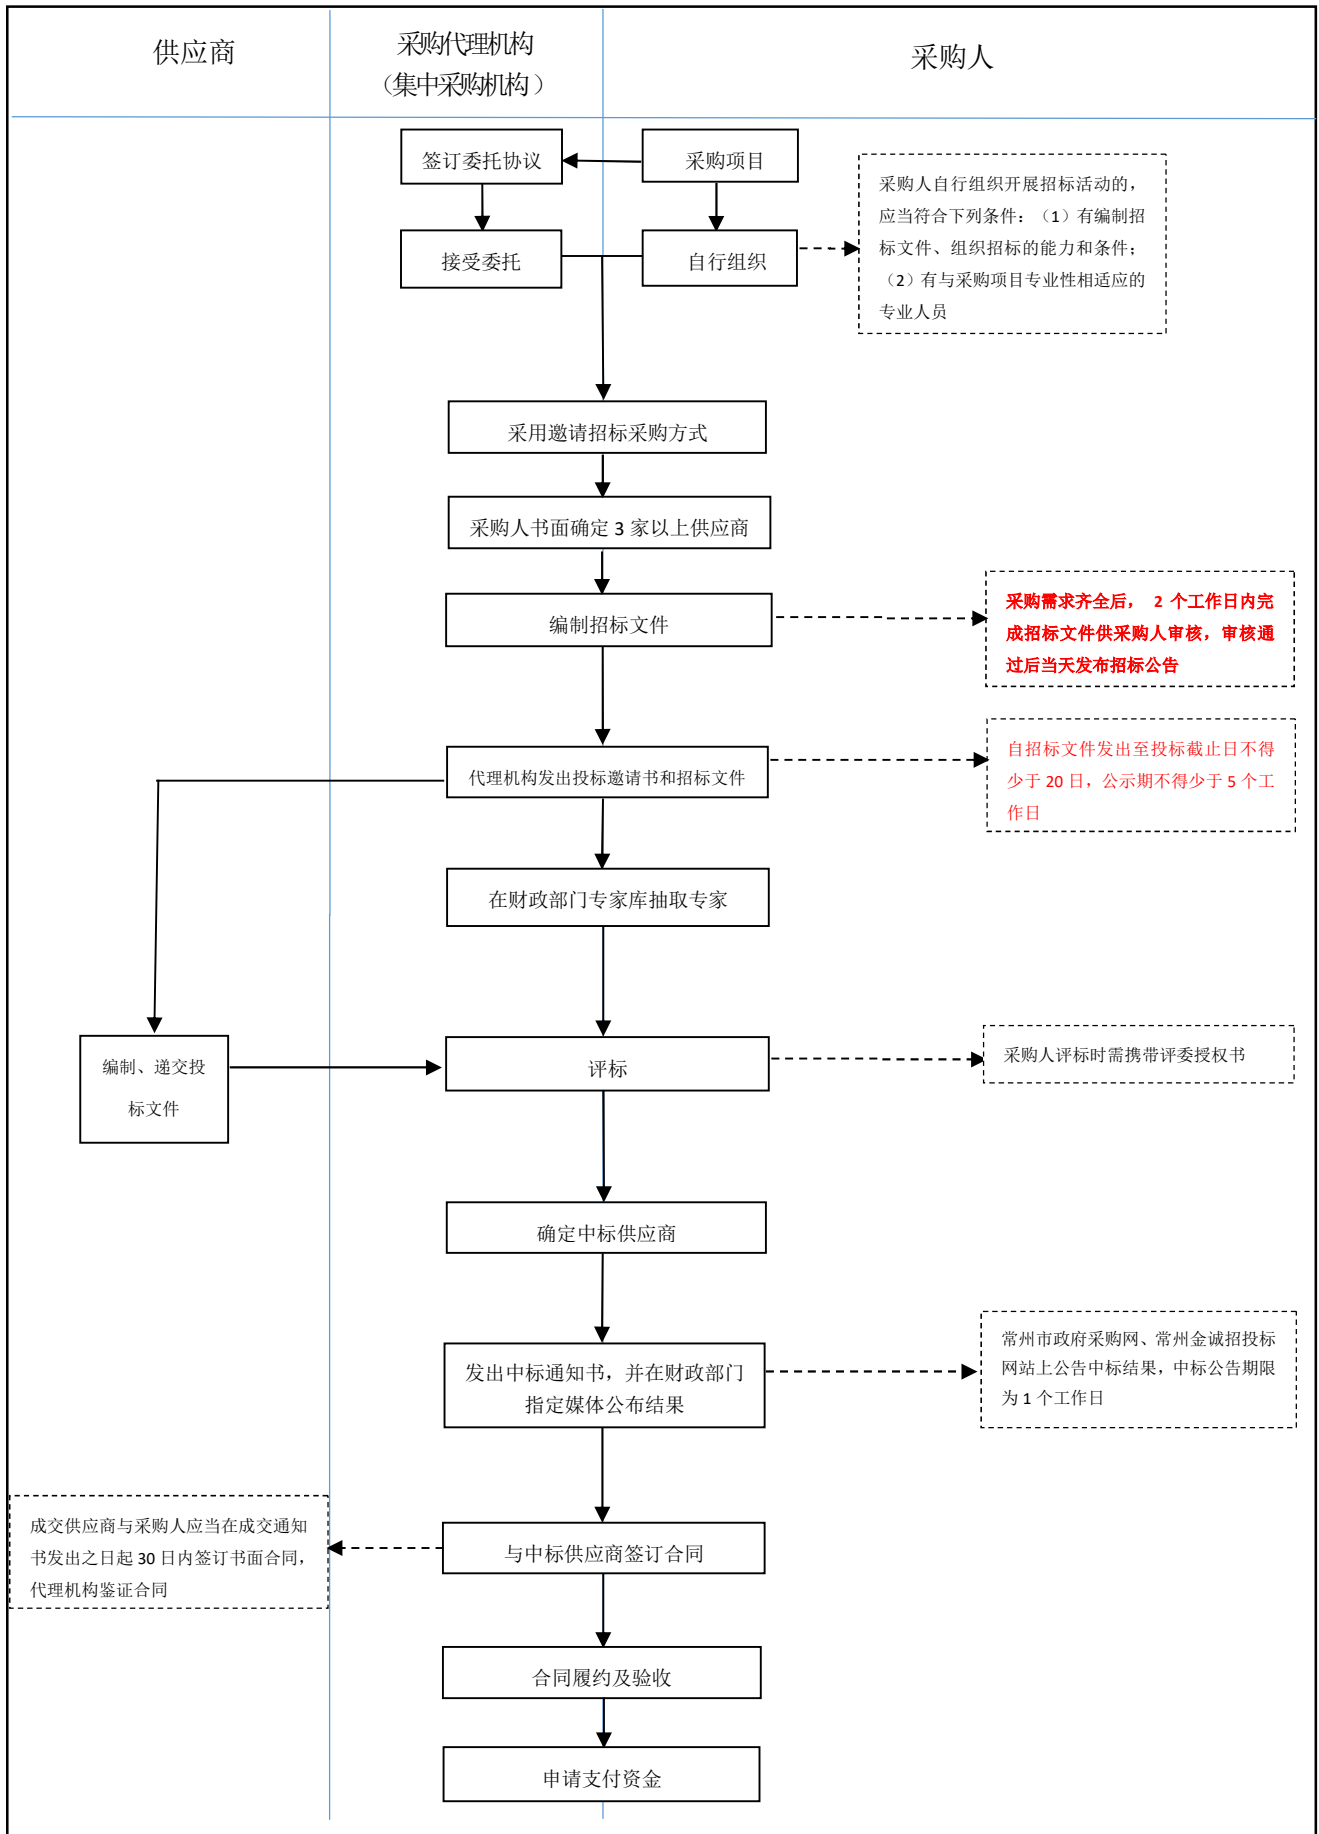 供应商
采购代理机构
（集中采购机构）
采购人
签订委托协议
采购项目
采购人自行组织开展招标活动的，
应当符合下列条件：（1）有编制招
标文件、组织招标的能力和条件；
（2）有与采购项目专业性相适应的
专业人员
接受委托
自行组织
采用邀请招标采购方式
采购人书面确定 3 家以上供应商
编制招标文件
采购需求齐全后， 2 个工作日内完
成招标文件供采购人审核，审核通
过后当天发布招标公告
代理机构发出投标邀请书和招标文件
自招标文件发出至投标截止日不得
少于 20 日，公示期不得少于 5 个工
作日
在财政部门专家库抽取专家
编制、递交投
标文件
评标
采购人评标时需携带评委授权书
确定中标供应商
发出中标通知书，并在财政部门
指定媒体公布结果
常州市政府采购网、常州金诚招投标
网站上公告中标结果，中标公告期限
为 1 个工作日
成交供应商与采购人应当在成交通知
书发出之日起 30 日内签订书面合同，
代理机构鉴证合同
与中标供应商签订合同
合同履约及验收
申请支付资金